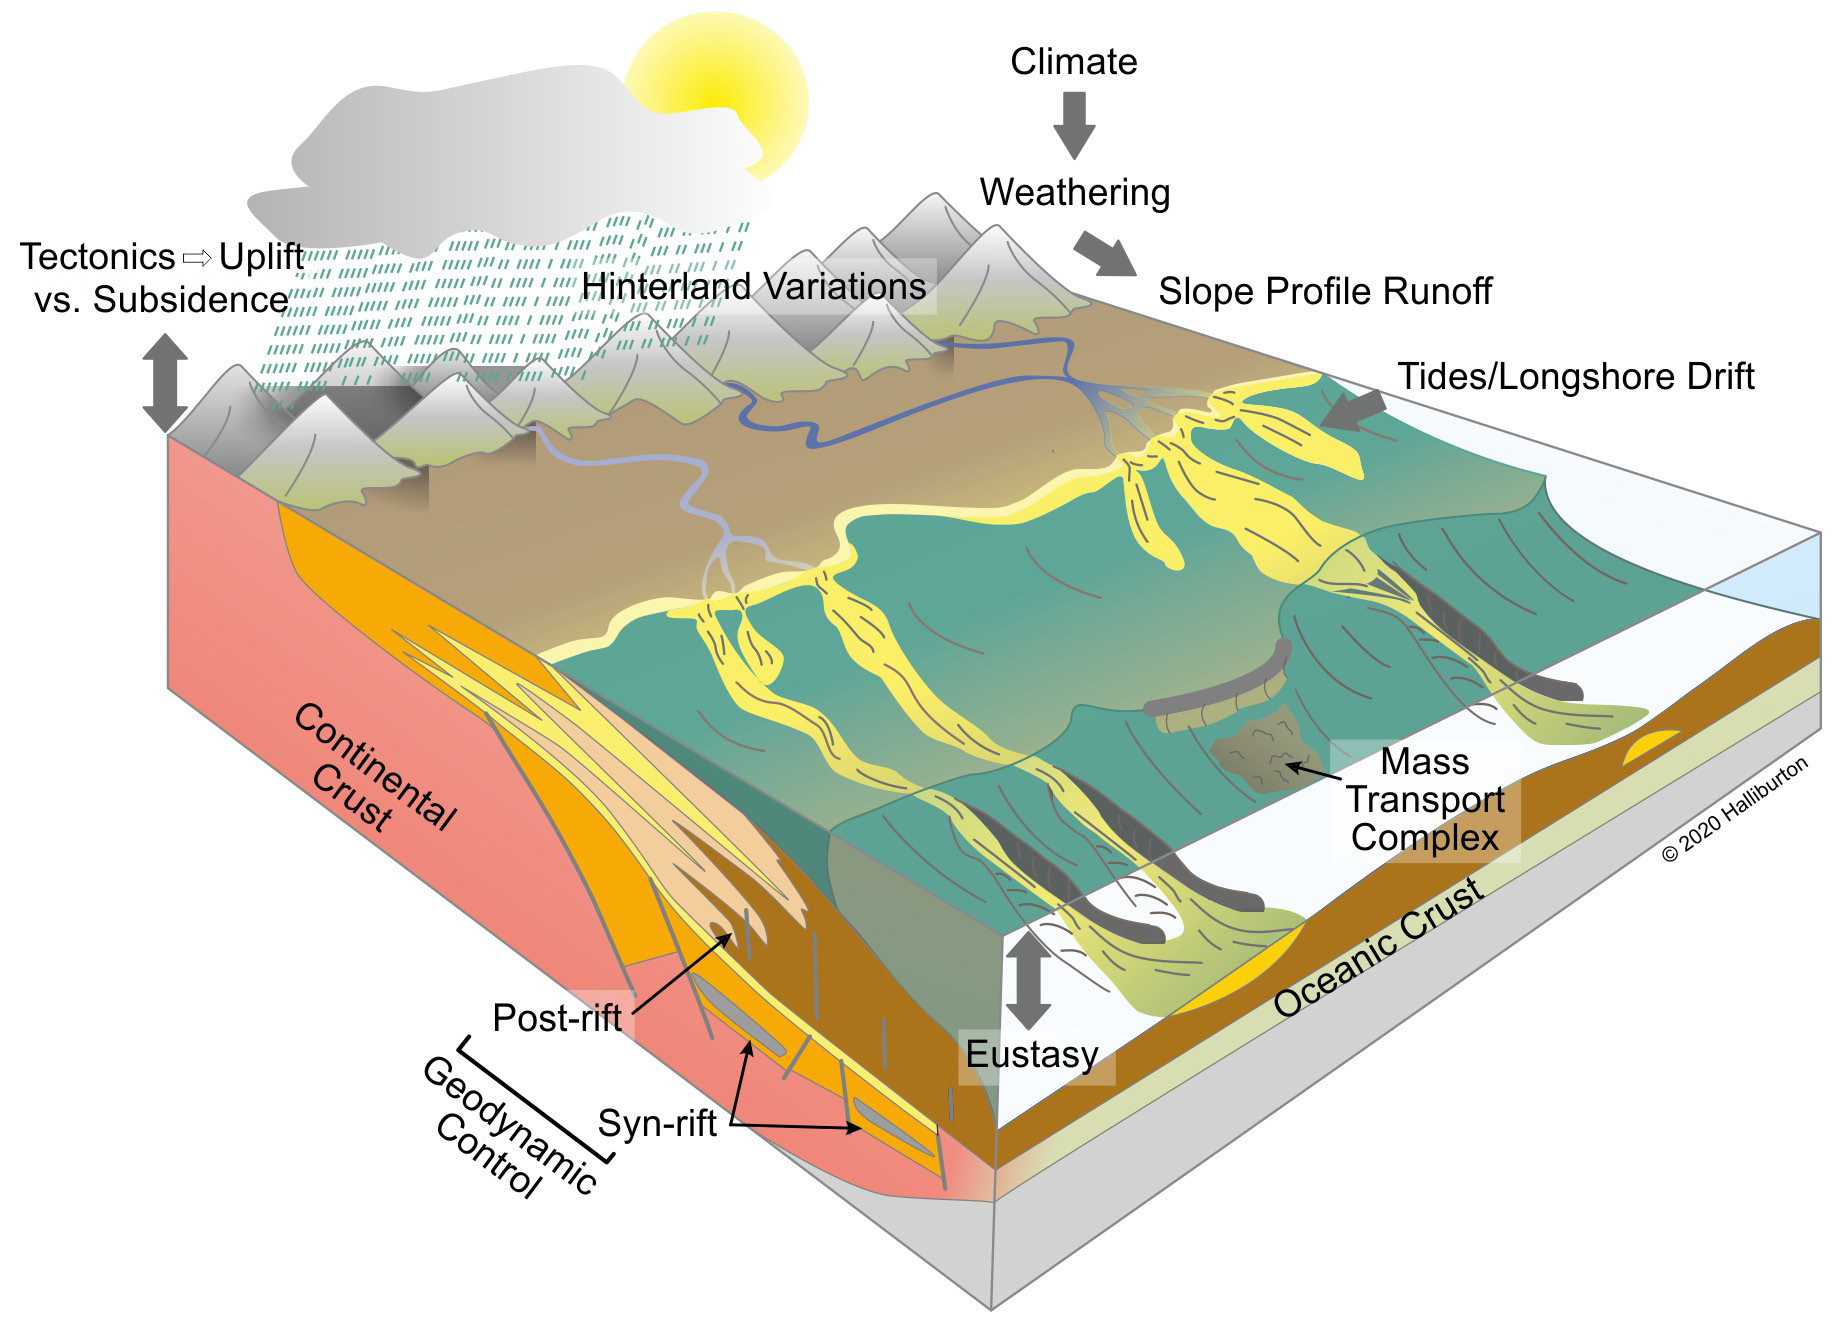 Climate
Weathering
Tectonics ⇨ Uplift
vs. Subsidence
Hinterland Variations
Slope Profile Runoff
Tides/Longshore Drift
Continental
Crust
Mass
Transport
Complex
© 2020 Halliburton
Oceanic Crust
Post-rift
Eustasy
Syn-rift
Geodynamic
Control